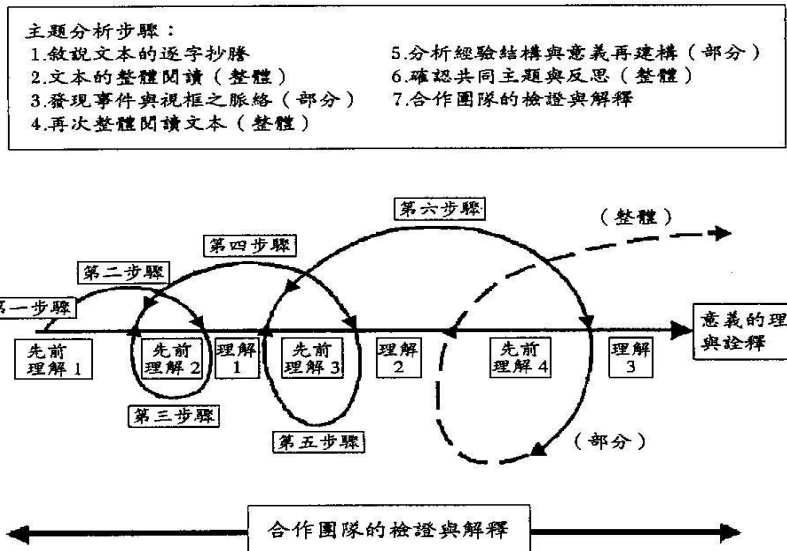 主題分析步驟：
1.敘說文本的逐字抄謄
2.文本的整體閱讀（整體）
3.發現事件與視框之脈絡（部分）
4.再次整體閱讀文本（整體）
5.分析經驗結構與意義再建構（部分）
6.確認共同主題與反思（整體）
7.合作團隊的檢證與解釋
第六步驟
（整體）
第四步驟
第二步驟
第一步驟
先前
理解1
先前
理解2
理解
1
先前
理解3
理解
2
先前
理解4
理解
3
意義的理
與詮釋
第三步驟
第五步驟
（部分）
合作團隊的檢證與解釋